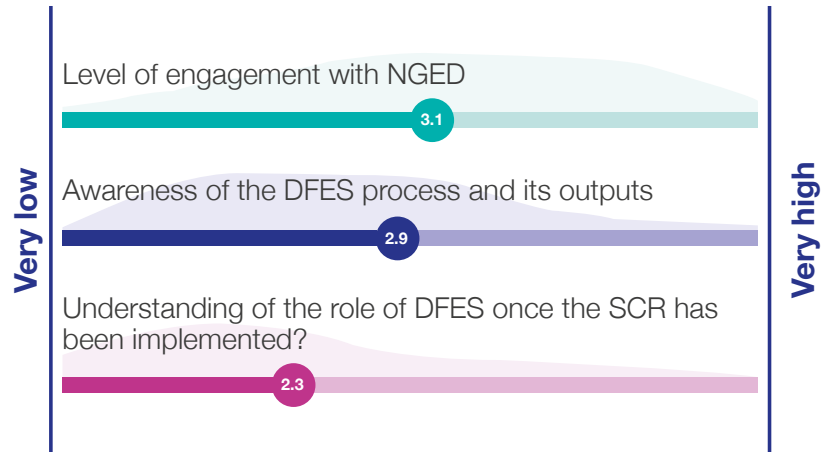 Level of engagement with NGED
3.1
Awareness of the DFES process and its outputs
2.9
Understanding of the role of DFES once the SCR has
been implemented?
2.3
Very low
Very high